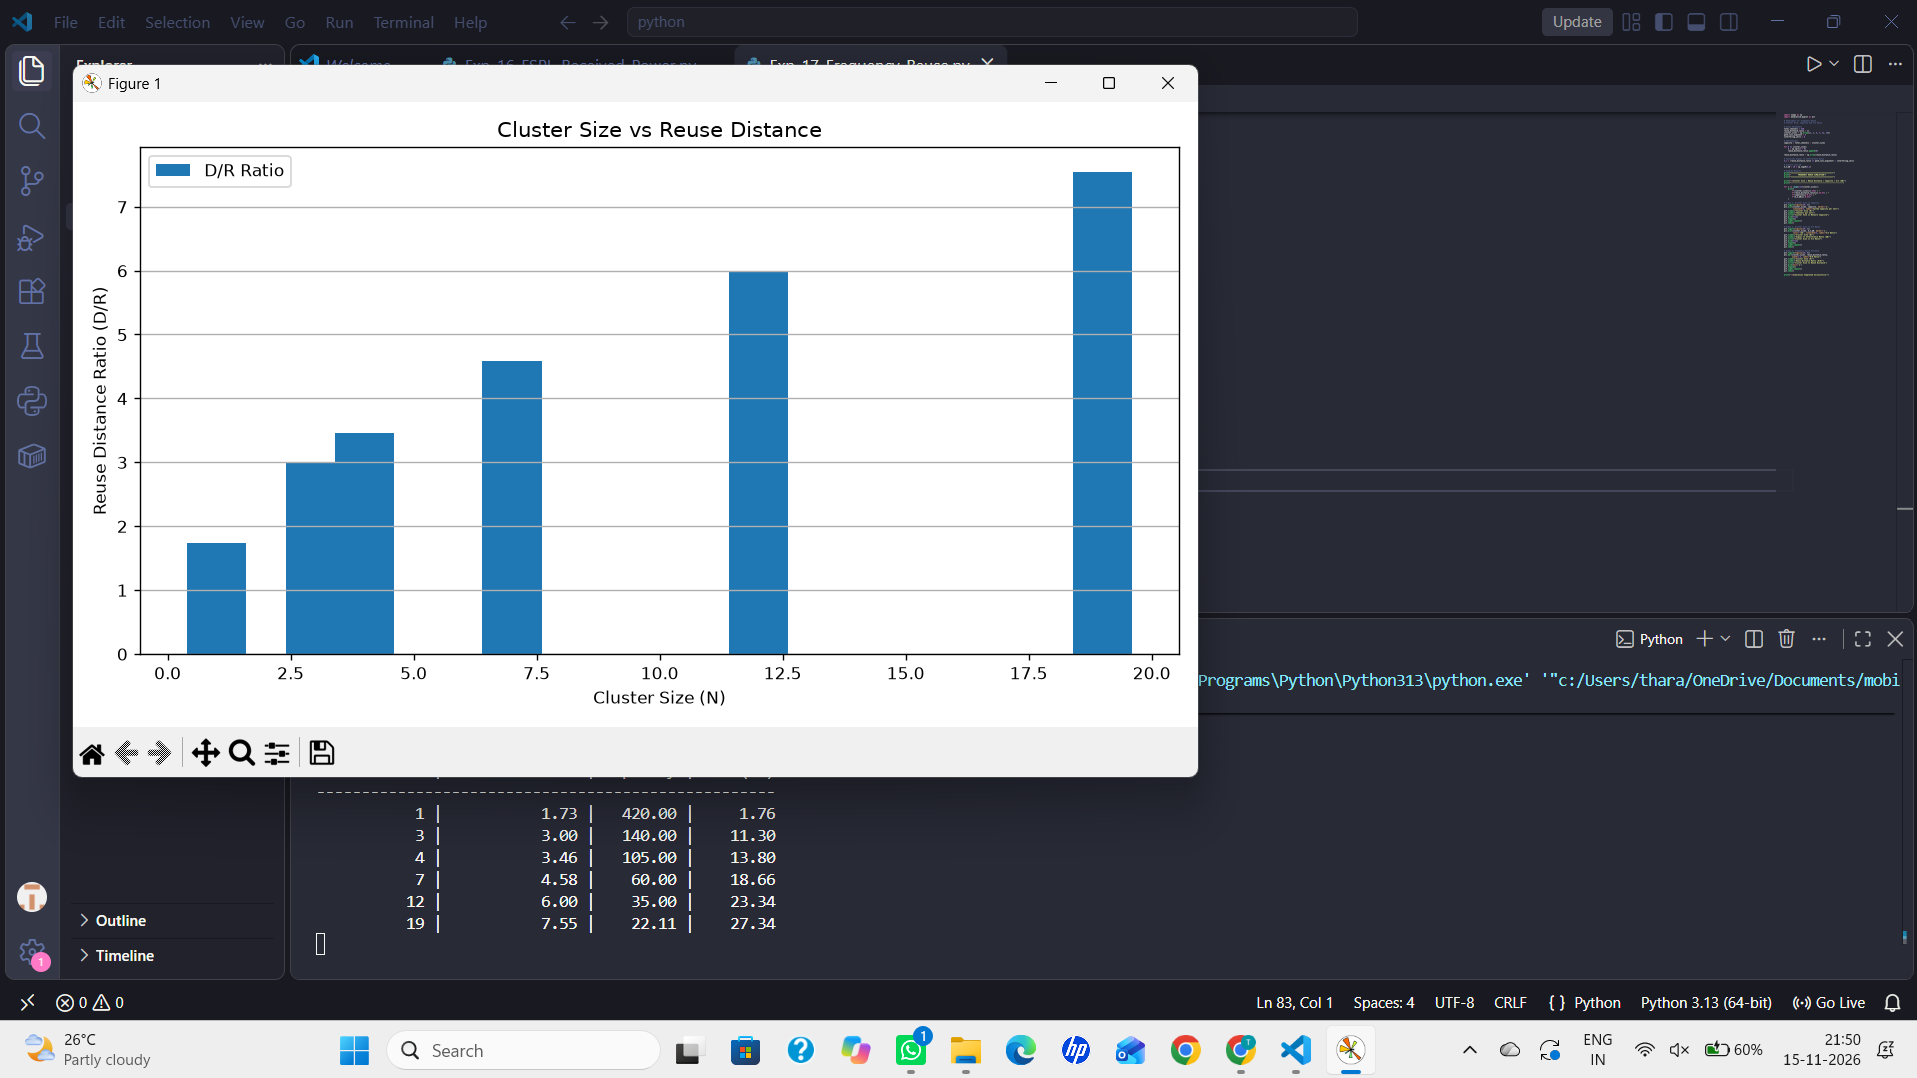 File Edit Selection View Go Run Terminal Help
python
Update
Figure 1
Cluster Size vs Reuse Distance
D/R Ratio
Reuse Distance Ratio (D/R)
7
6
5
4
3
2
1
0
0.0 2.5 5.0 7.5 10.0 12.5 15.0 17.5 20.0
Cluster Size (N)
Python
Programs\Python\Python313\python.exe' '"c:/Users/thara/OneDrive/Documents/mobi
--------------------------------------------------
1 | 1.73 | 420.00 | 1.76
3 | 3.00 | 140.00 | 11.30
4 | 3.46 | 105.00 | 13.80
7 | 4.58 | 60.00 | 18.66
12 | 6.00 | 35.00 | 23.34
19 | 7.55 | 22.11 | 27.34
Outline
Timeline
1
0 0
Ln 83, Col 1 Spaces: 4 UTF-8 CRLF { } Python Python 3.13 (64-bit) Go Live
26°C
Partly cloudy
Search
1
ENG
IN
60%
21:50
15-11-2026